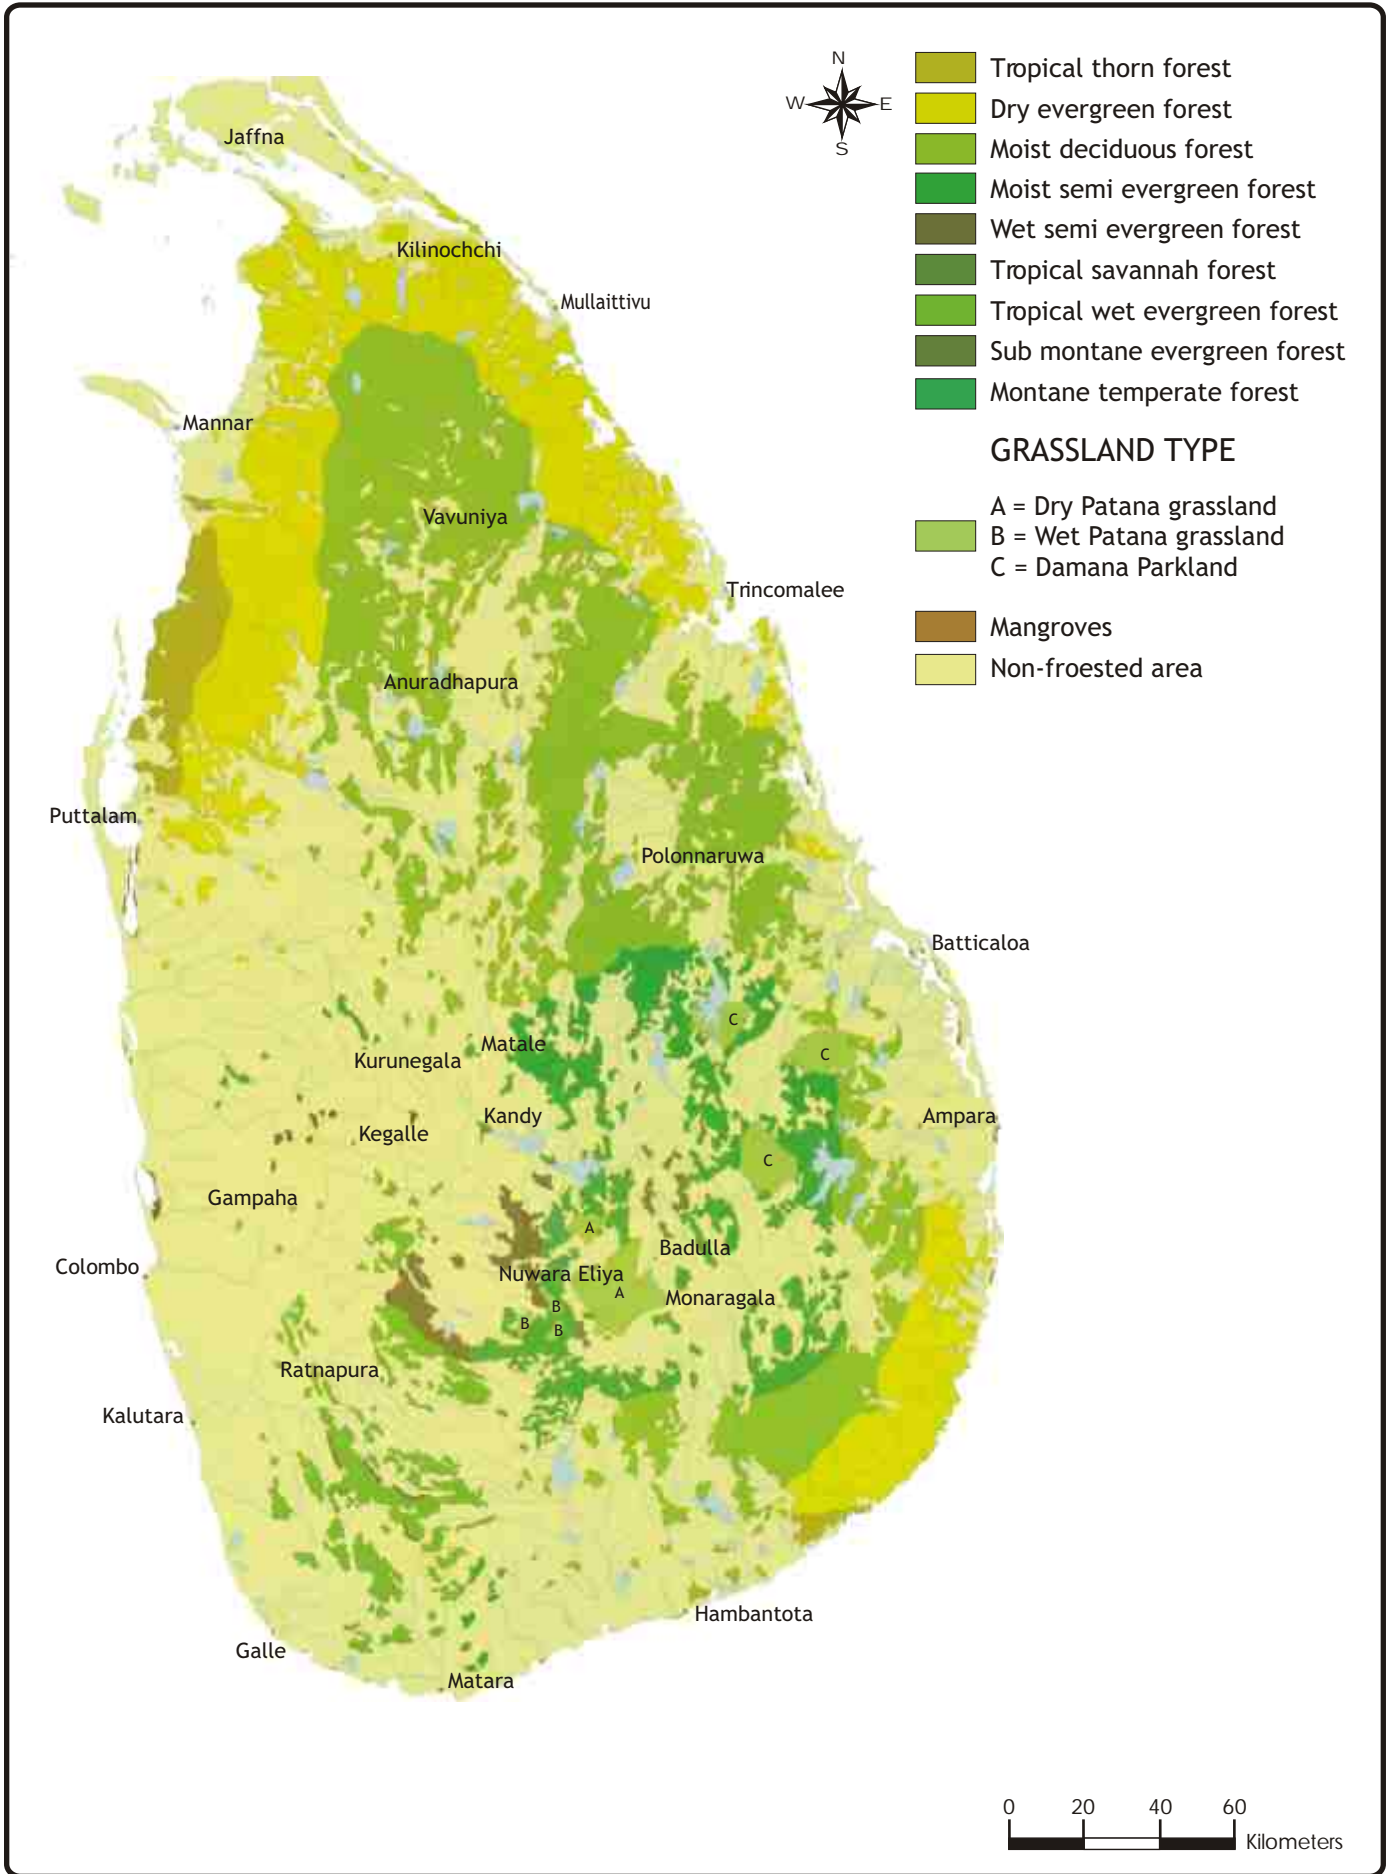 N
W E
S
Tropical thorn forest
Dry evergreen forest
Moist deciduous forest
Moist semi evergreen forest
Wet semi evergreen forest
Tropical savannah forest
Tropical wet evergreen forest
Sub montane evergreen forest
Montane temperate forest
GRASSLAND TYPE
A = Dry Patana grassland
B = Wet Patana grassland
C = Damana Parkland
Mangroves
Non-froested area
Jaffna
Kilinochchi
Mullaittivu
Mannar
Vavuniya
Trincomalee
Anuradhapura
Puttalam
Polonnaruwa
Batticaloa
C
Matale
C
Kurunegala
Kandy
Ampara
Kegalle
C
Gampaha
A
Badulla
Colombo
Nuwara Eliya
A
Monaragala
B
B
B
Ratnapura
Kalutara
Hambantota
Galle
Matara
0 20 40 60
Kilometers